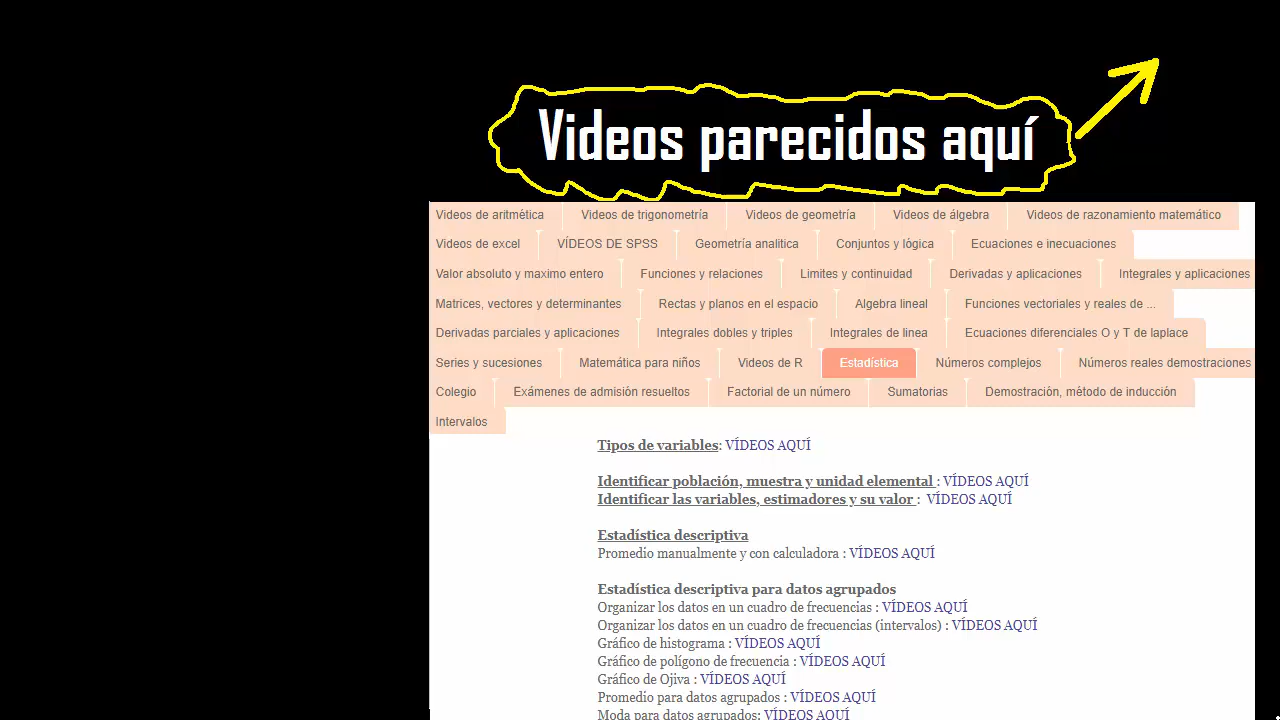 Videos parecidos aquí
Videos de aritmética Videos de trigonometría Videos de geometría Videos de álgebra Videos de razonamiento matemático
Videos de excel VÍDEOS DE SPSS Geometría analitica Conjuntos y lógica Ecuaciones e inecuaciones
Valor absoluto y maximo entero Funciones y relaciones Limites y continuidad Derivadas y aplicaciones Integrales y aplicaciones
Matrices, vectores y determinantes Rectas y planos en el espacio Algebra lineal Funciones vectoriales y reales de ...
Derivadas parciales y aplicaciones Integrales dobles y triples Integrales de linea Ecuaciones diferenciales O y T de laplace
Series y sucesiones Matemática para niños Videos de R Estadística Números complejos Números reales demostraciones
Colegio Exámenes de admisión resueltos Factorial de un número Sumatorias Demostración, método de inducción
Intervalos
Tipos de variables: VÍDEOS AQUÍ
Identificar población, muestra y unidad elemental : VÍDEOS AQUÍ
Identificar las variables, estimadores y su valor : VÍDEOS AQUÍ
Estadística descriptiva
Promedio manualmente y con calculadora : VÍDEOS AQUÍ
Estadística descriptiva para datos agrupados
Organizar los datos en un cuadro de frecuencias : VÍDEOS AQUÍ
Organizar los datos en un cuadro de frecuencias (intervalos) : VÍDEOS AQUÍ
Gráfico de histograma : VÍDEOS AQUÍ
Gráfico de polígono de frecuencia : VÍDEOS AQUÍ
Gráfico de Ojiva : VÍDEOS AQUÍ
Promedio para datos agrupados : VÍDEOS AQUÍ
Moda para datos agrupados: VÍDEOS AQUÍ